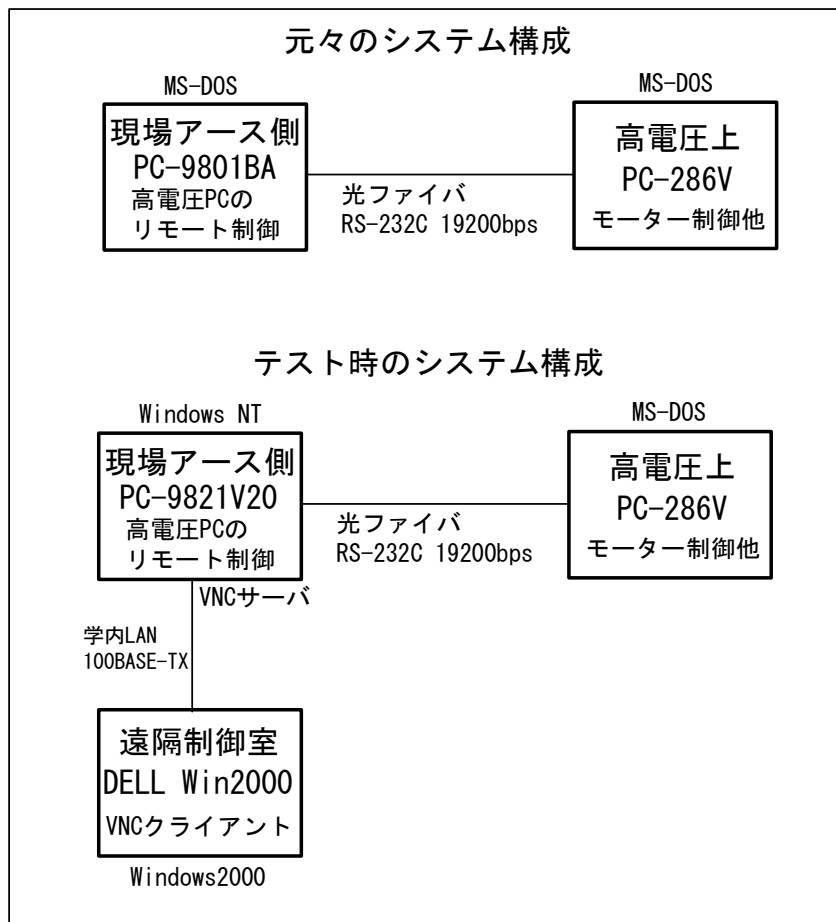 元々のシステム構成
MS-DOS
現場アース側
PC-9801BA
高電圧PCの
リモート制御
光ファイバ
RS-232C 19200bps
MS-DOS
高電圧上
PC-286V
モーター制御他
テスト時のシステム構成
Windows NT
現場アース側
PC-9821V20
高電圧PCの
リモート制御
VNCサーバ
光ファイバ
RS-232C 19200bps
MS-DOS
高電圧上
PC-286V
モーター制御他
学内LAN
100BASE-TX
遠隔制御室
DELL Win2000
VNCクライアント
Windows2000